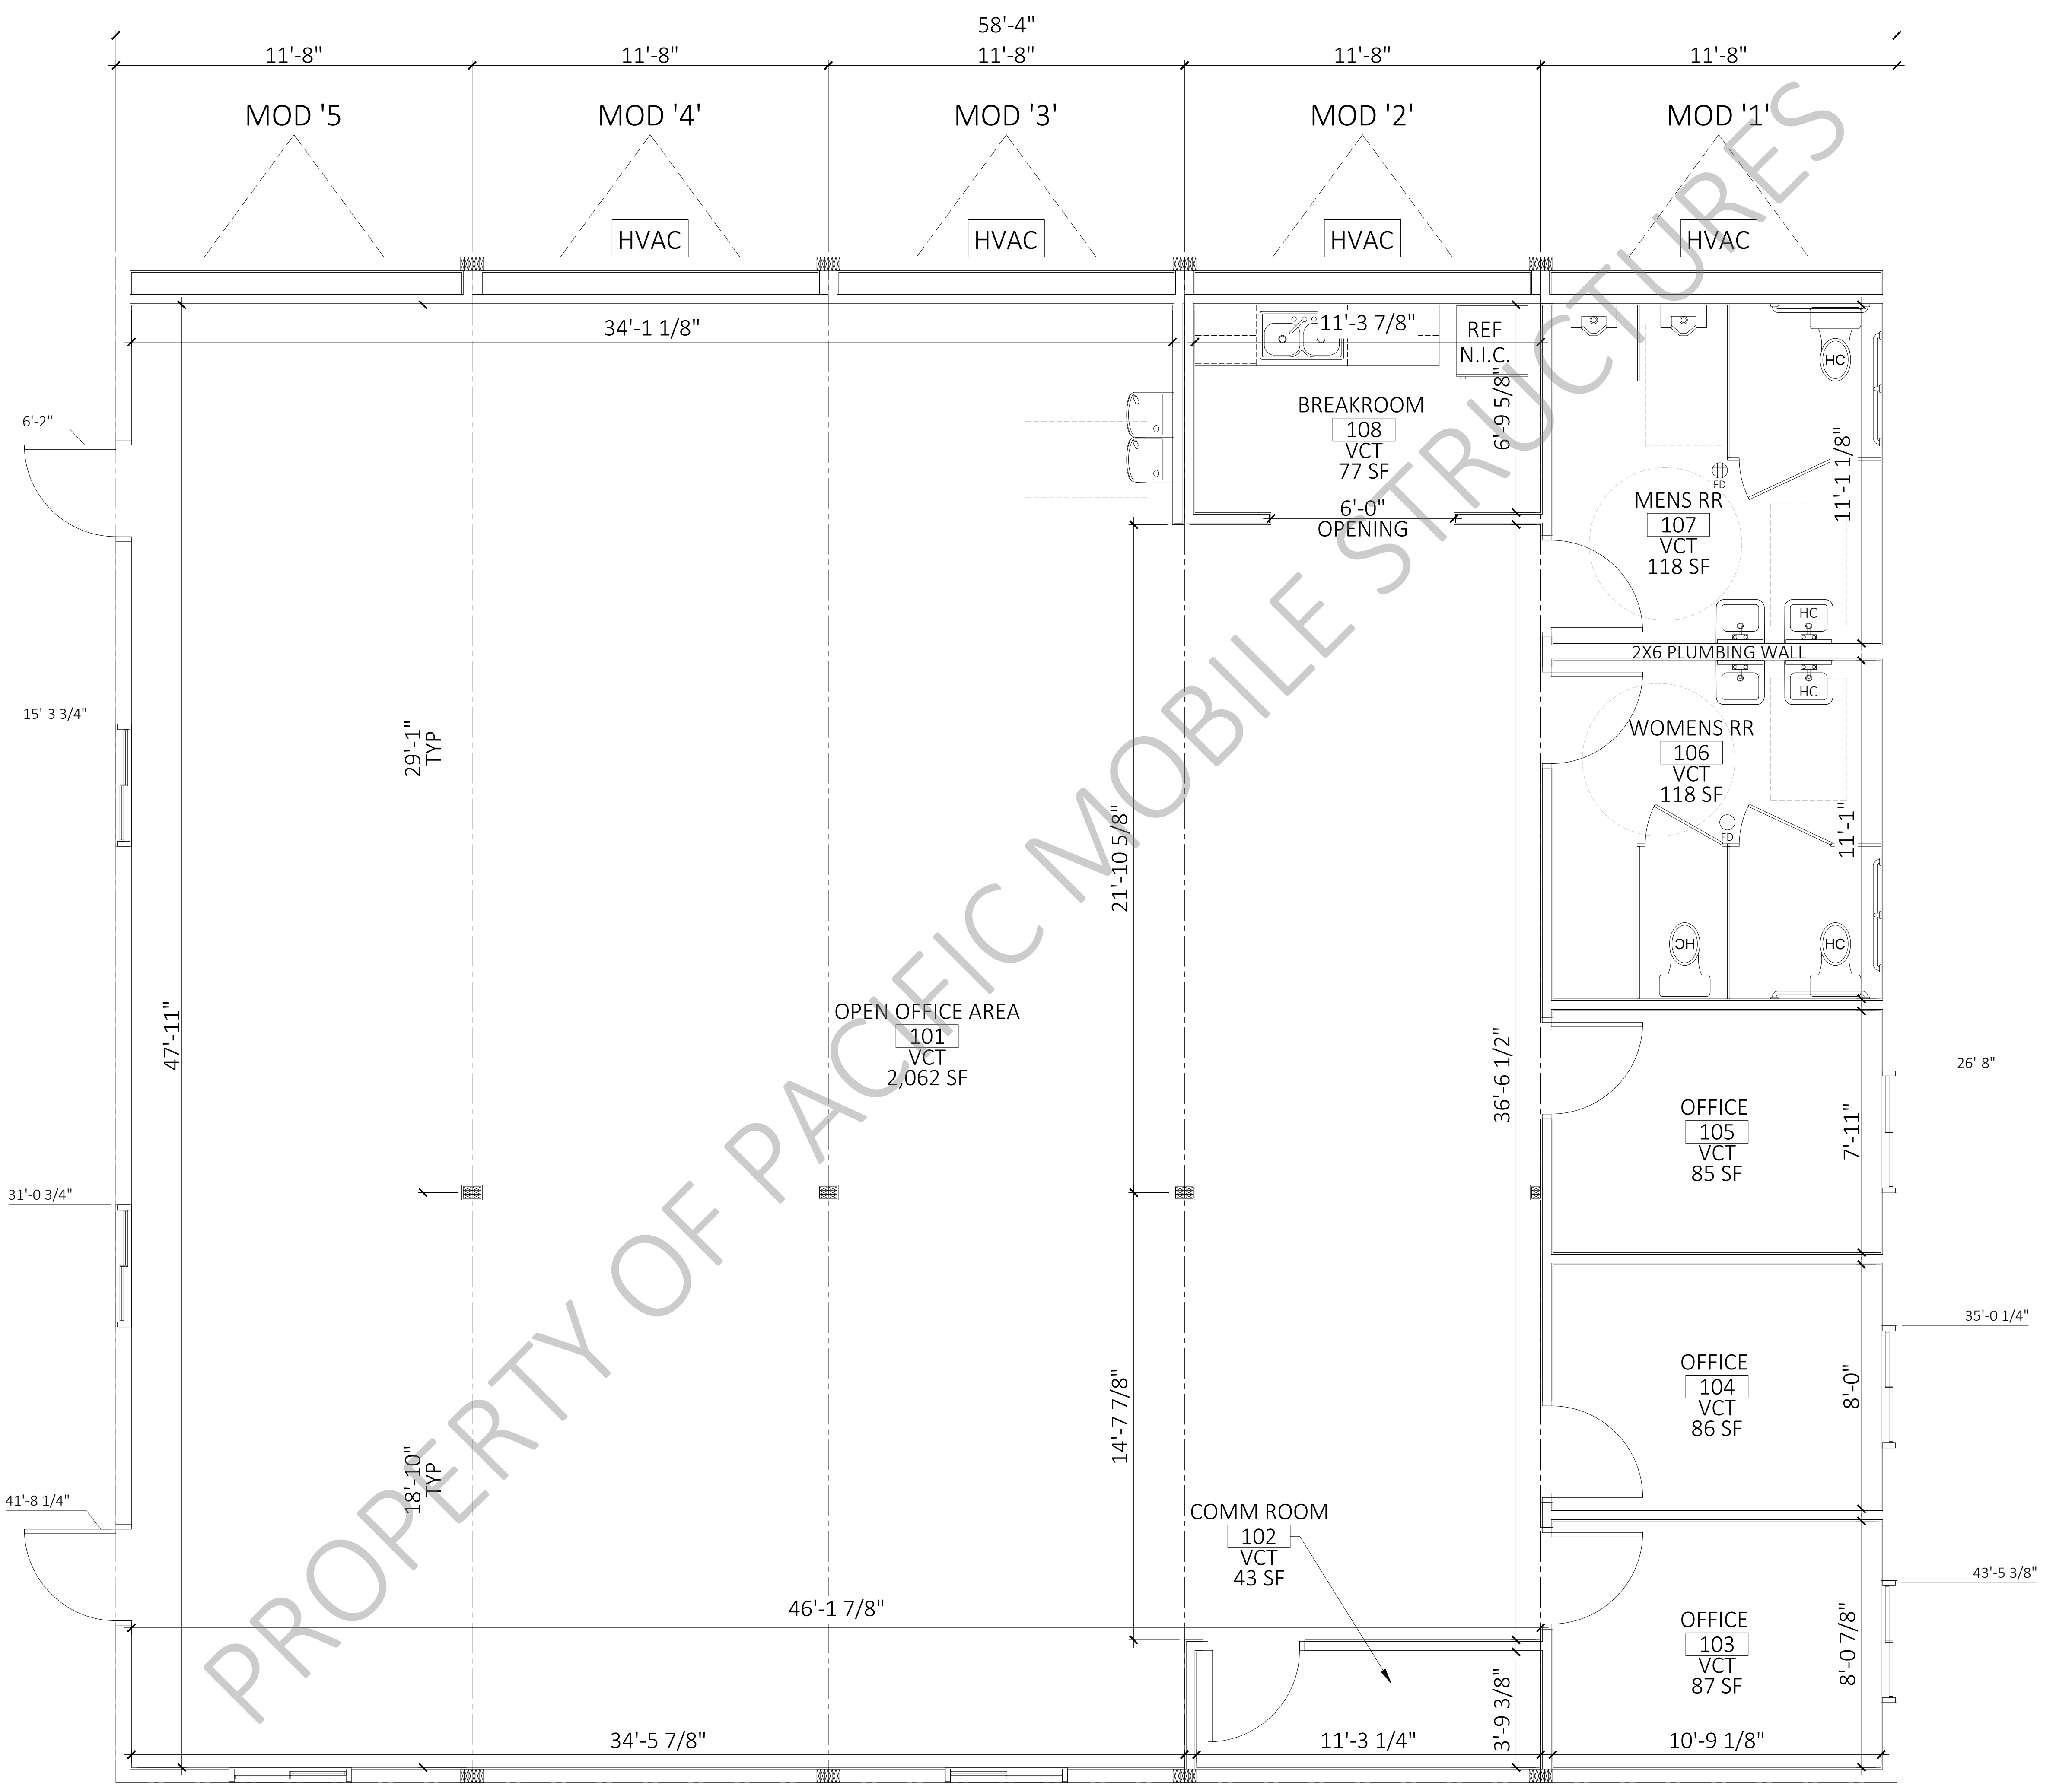 58'-4"
11'-8" 11'-8" 11'-8" 11'-8" 11'-8"
MOD '5 MOD '4' MOD '3' MOD '2' MOD '1'
HVAC HVAC HVAC HVAC
34'-1 1/8"
11'-3 7/8"
REF
N.I.C.
HC
6'-9 5/8"
BREAKROOM
108
VCT
77 SF
6'-2"
11'-1 1/8"
FD
MENS RR
107
VCT
118 SF
6'-0"
OPENING
HC
2X6 PLUMBING WALL
HC
15'-3 3/4"
29'-1"
TYP
WOMENS RR
106
VCT
118 SF
FD
11'-1"
21'-10 5/8"
HC
HC
47'-11"
OPEN OFFICE AREA
101
VCT
2,062 SF
36'-6 1/2"
26'-8"
OFFICE
105
VCT
85 SF
7'-11"
31'-0 3/4"
35'-0 1/4"
OFFICE
104
VCT
86 SF
8'-0"
14'-7 7/8"
18'-10"
TYP
41'-8 1/4"
COMM ROOM
102
VCT
43 SF
43'-5 3/8"
46'-1 7/8"
OFFICE
103
VCT
87 SF
8'-0 7/8"
3'-9 3/8"
34'-5 7/8"
11'-3 1/4"
10'-9 1/8"
PROPERTY OF PACIFIC MOBILE STRUCTURES